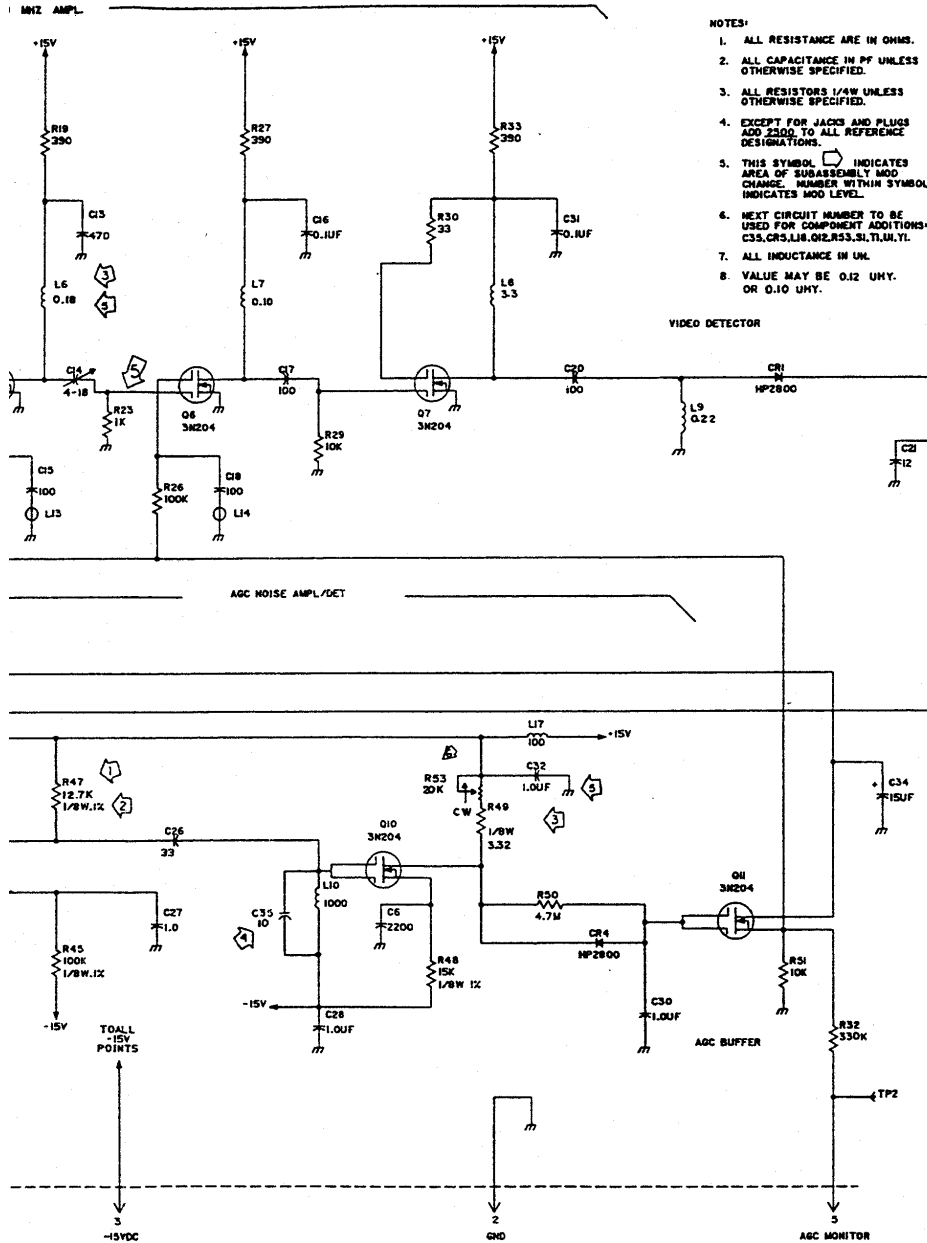 MHZ AMPL.
NOTES:
1. ALL RESISTANCE ARE IN OHMS.
2. ALL CAPACITANCE IN PF UNLESS
OTHERWISE SPECIFIED.
3. ALL RESISTORS 1/4W UNLESS
OTHERWISE SPECIFIED.
4. EXCEPT FOR JACKS AND PLUGS
ADD 2500 TO ALL REFERENCE
DESIGNATIONS.
5. THIS SYMBOL INDICATES
AREA OF SUBASSEMBLY MOD
CHANGE. NUMBER WITHIN SYMBOL
INDICATES MOD LEVEL.
6. NEXT CIRCUIT NUMBER TO BE
USED FOR COMPONENT ADDITIONS:
C35,CR5,L18,Q12,R53,S1,T1,U1,Y1.
7. ALL INDUCTANCE IN UH.
8. VALUE MAY BE 0.12 UHY.
OR 0.10 UHY.
+15V
+15V
+15V
R19
390
R27
390
R33
390
C13
470
C16
0.1UF
R30
33
C31
0.1UF
L6
0.18
3
5
L7
0.10
L8
3.3
VIDEO DETECTOR
C14
4-18
5
Q6
3N204
C17
100
Q7
3N204
C20
100
CR1
HP2800
R23
1K
R29
10K
L9
0.22
C21
12
C15
100
L13
R26
100K
C18
100
L14
AGC NOISE AMPL/DET
L17
100
+15V
R47
12.7K
1/8W,1%
1
2
R53
20K
CW
C32
1.0UF
5
R49
1/8W
3.32
3
C34
+
15UF
C26
33
Q10
3N204
L10
1000
C35
10
4
C6
2200
R50
4.7M
CR4
HP2800
Q11
3N204
C27
1.0
R45
100K
1/8W,1%
R48
15K
1/8W 1%
R51
10K
-15V
-15V
C28
1.0UF
C30
1.0UF
AGC BUFFER
R32
330K
TO ALL
-15V
POINTS
TP2
3
-15VDC
2
GND
5
AGC MONITOR